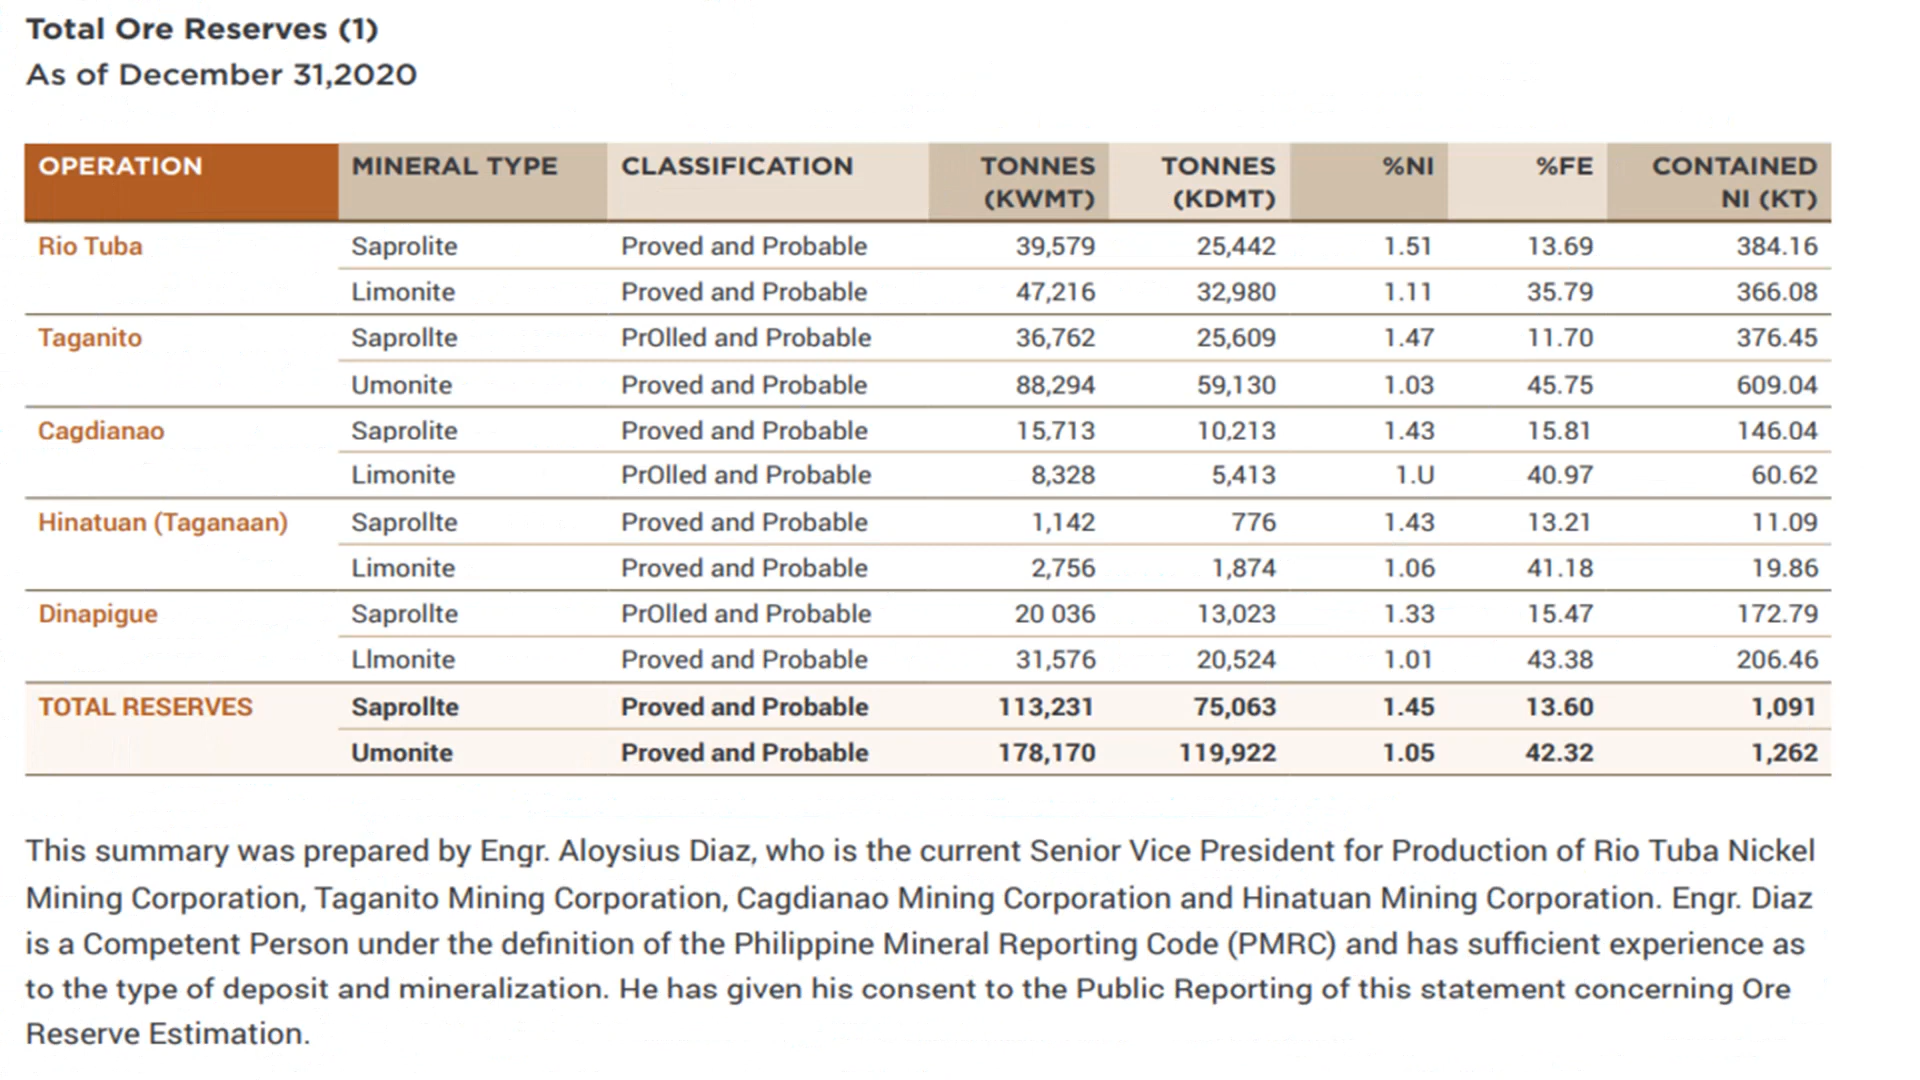 Total Ore Reserves (1)
As of December 31,2020
OPERATION MINERAL TYPE CLASSIFICATION TONNES (KWMT) TONNES (KDMT) %NI %FE CONTAINED NI (KT)
Rio Tuba Saprolite Proved and Probable 39,579 25,442 1.51 13.69 384.16
Limonite Proved and Probable 47,216 32,980 1.11 35.79 366.08
Taganito Saprollte PrOlled and Probable 36,762 25,609 1.47 11.70 376.45
Umonite Proved and Probable 88,294 59,130 1.03 45.75 609.04
Cagdianao Saprolite Proved and Probable 15,713 10,213 1.43 15.81 146.04
Limonite PrOlled and Probable 8,328 5,413 1.U 40.97 60.62
Hinatuan (Taganaan) Saprollte Proved and Probable 1,142 776 1.43 13.21 11.09
Limonite Proved and Probable 2,756 1,874 1.06 41.18 19.86
Dinapigue Saprollte PrOlled and Probable 20 036 13,023 1.33 15.47 172.79
Llmonite Proved and Probable 31,576 20,524 1.01 43.38 206.46
TOTAL RESERVES Saprollte Proved and Probable 113,231 75,063 1.45 13.60 1,091
Umonite Proved and Probable 178,170 119,922 1.05 42.32 1,262
This summary was prepared by Engr. Aloysius Diaz, who is the current Senior Vice President for Production of Rio Tuba Nickel
Mining Corporation, Taganito Mining Corporation, Cagdianao Mining Corporation and Hinatuan Mining Corporation. Engr. Diaz
is a Competent Person under the definition of the Philippine Mineral Reporting Code (PMRC) and has sufficient experience as
to the type of deposit and mineralization. He has given his consent to the Public Reporting of this statement concerning Ore
Reserve Estimation.